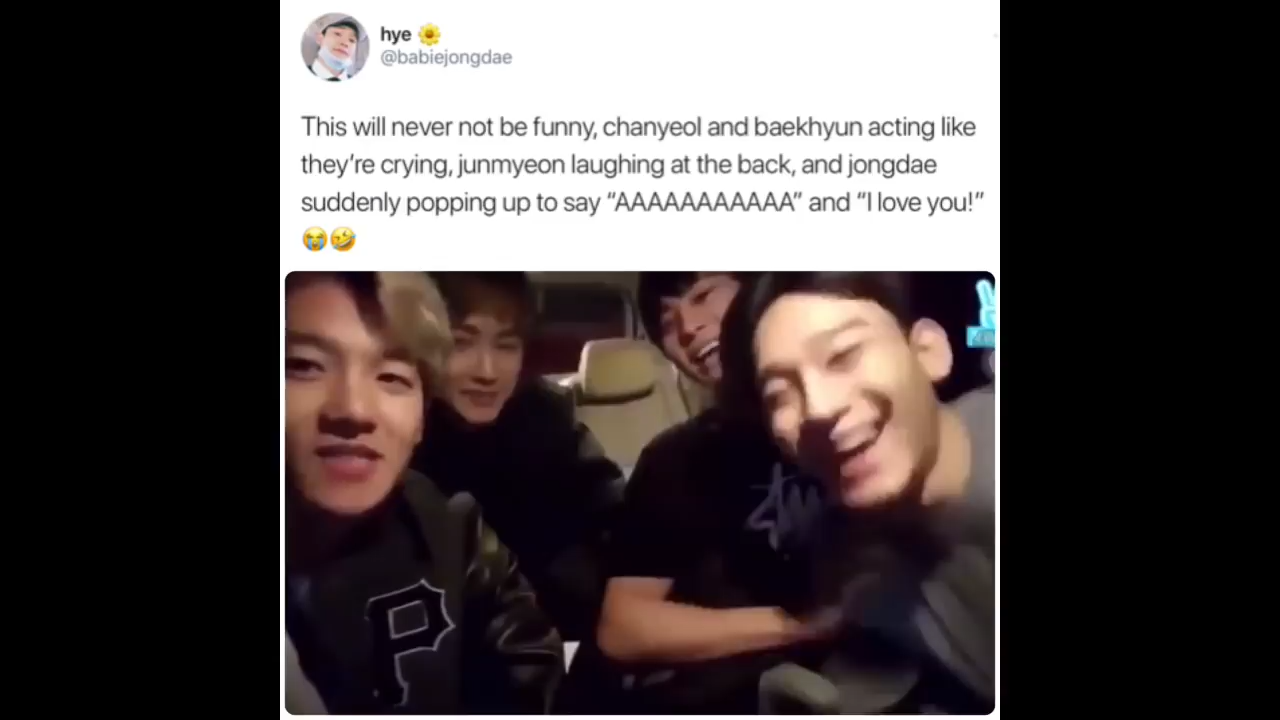 hye 🌼
@babiejongdae
This will never not be funny, chanyeol and baekhyun acting like
they're crying, junmyeon laughing at the back, and jongdae
suddenly popping up to say “AAAAAAAAAAA” and “I love you!”
😭🤣
P